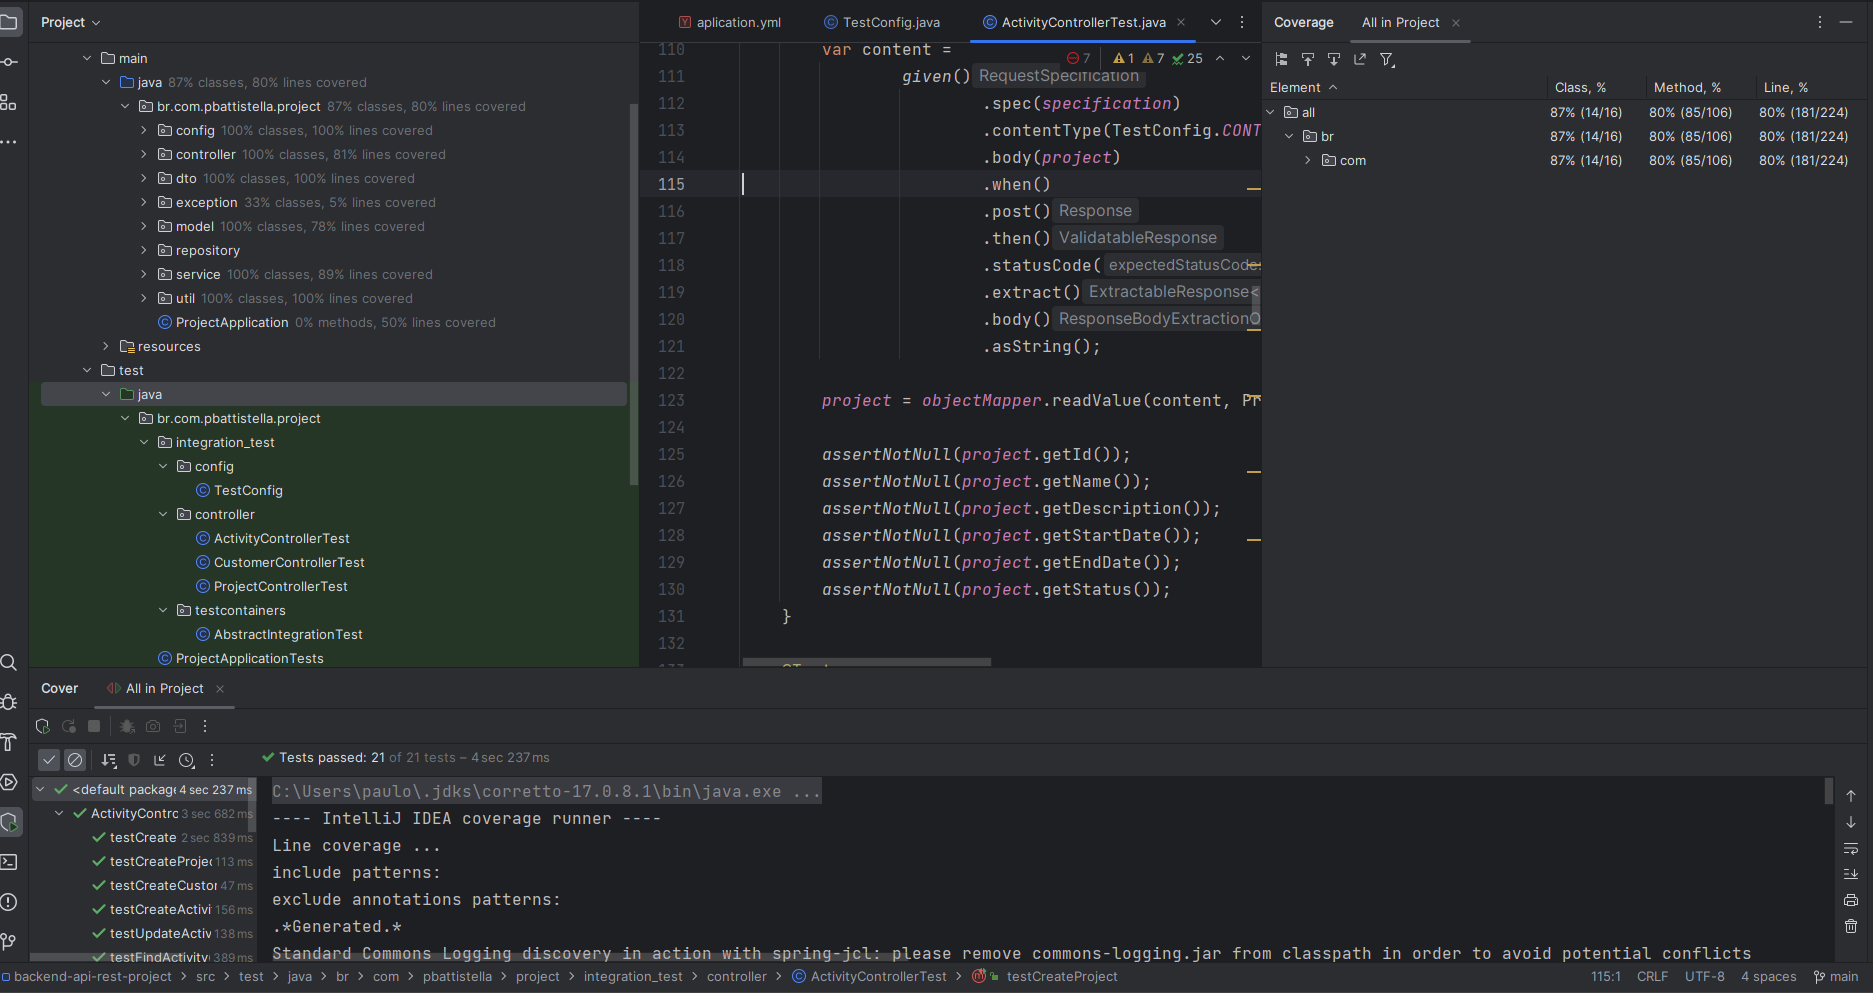 Project
main
java 87% classes, 80% lines covered
br.com.pbattistella.project 87% classes, 80% lines covered
config 100% classes, 100% lines covered
controller 100% classes, 81% lines covered
dto 100% classes, 100% lines covered
exception 33% classes, 5% lines covered
model 100% classes, 78% lines covered
repository
service 100% classes, 89% lines covered
util 100% classes, 100% lines covered
ProjectApplication 0% methods, 50% lines covered
resources
test
java
br.com.pbattistella.project
integration_test
config
TestConfig
controller
ActivityControllerTest
CustomerControllerTest
ProjectControllerTest
testcontainers
AbstractIntegrationTest
ProjectApplicationTests
aplication.yml
TestConfig.java
ActivityControllerTest.java
7 1 7 25
110 var content =
111 given() RequestSpecification
112 .spec(specification)
113 .contentType(TestConfig.CONT
114 .body(project)
115 .when()
116 .post() Response
117 .then() ValidatableResponse
118 .statusCode( expectedStatusCode:
119 .extract() ExtractableResponse<
120 .body() ResponseBodyExtractionO
121 .asString();
122
123 project = objectMapper.readValue(content, Pr
124
125 assertNotNull(project.getId());
126 assertNotNull(project.getName());
127 assertNotNull(project.getDescription());
128 assertNotNull(project.getStartDate());
129 assertNotNull(project.getEndDate());
130 assertNotNull(project.getStatus());
131 }
132
Coverage All in Project
Element Class, % Method, % Line, %
all 87% (14/16) 80% (85/106) 80% (181/224)
br 87% (14/16) 80% (85/106) 80% (181/224)
com 87% (14/16) 80% (85/106) 80% (181/224)
Cover All in Project
Tests passed: 21 of 21 tests – 4 sec 237 ms
<default package 4 sec 237 ms
ActivityContro 3 sec 682 ms
testCreate 2 sec 839 ms
testCreateProjec 113 ms
testCreateCustor 47 ms
testCreateActivi 156 ms
testUpdateActiv 138 ms
testFindActivity 389 ms
C:\Users\paulo\.jdks\corretto-17.0.8.1\bin\java.exe ...
---- IntelliJ IDEA coverage runner ----
Line coverage ...
include patterns:
exclude annotations patterns:
.*Generated.*
Standard Commons Logging discovery in action with spring-jcl: please remove commons-logging.jar from classpath in order to avoid potential conflicts
backend-api-rest-project > src > test > java > br > com > pbattistella > project > integration_test > controller > ActivityControllerTest > testCreateProject
115:1 CRLF UTF-8 4 spaces main